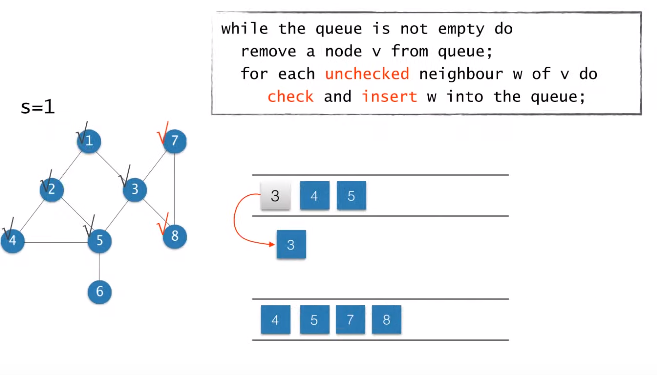 while the queue is not empty do
remove a node v from queue;
for each unchecked neighbour w of v do
check and insert w into the queue;
s=1
1
7
2
3
4
5
8
6
3 4 5
3
4 5 7 8